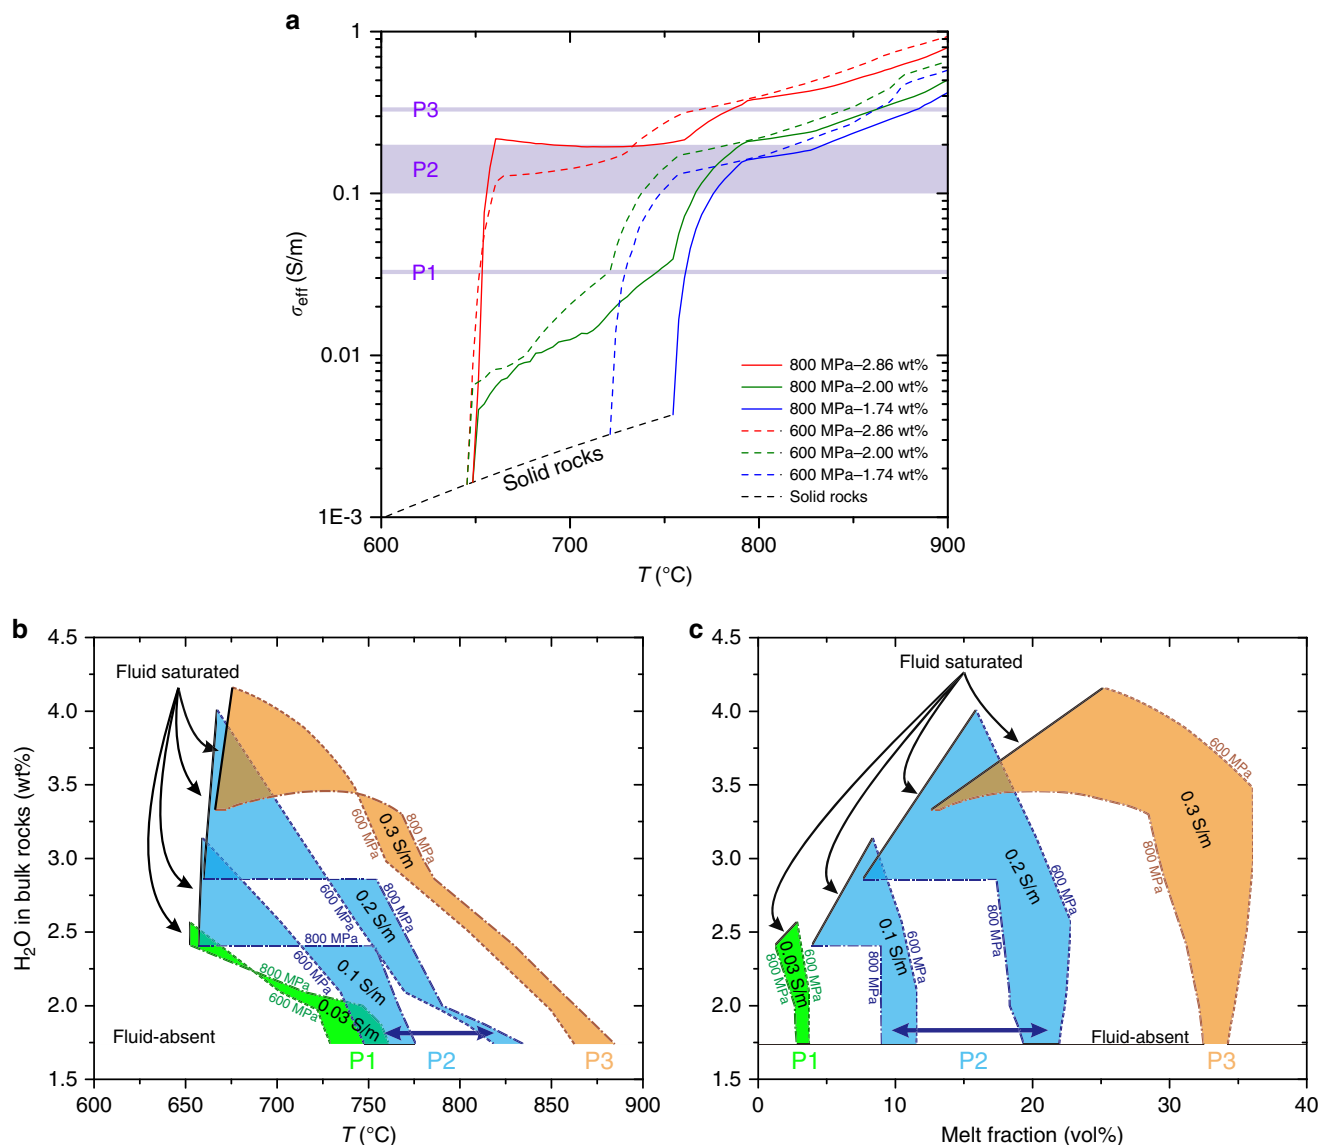 a
1
0.1
0.01
1E-3
σeff (S/m)
P3
P2
P1
Solid rocks
800 MPa–2.86 wt%
800 MPa–2.00 wt%
800 MPa–1.74 wt%
600 MPa–2.86 wt%
600 MPa–2.00 wt%
600 MPa–1.74 wt%
Solid rocks
600 700 800 900
T (°C)
b
4.5
4.0
3.5
3.0
2.5
2.0
1.5
H2O in bulk rocks (wt%)
Fluid saturated
600 MPa
0.3 S/m
800 MPa
600 MPa
0.2 S/m
800 MPa
800 MPa
600 MPa
0.1 S/m
800 MPa
600 MPa
0.03 S/m
Fluid-absent
P1 P2 P3
600 650 700 750 800 850 900
T (°C)
c
4.5
4.0
3.5
3.0
2.5
2.0
1.5
Fluid saturated
600 MPa
0.3 S/m
800 MPa
0.2 S/m
600 MPa
800 MPa
0.1 S/m
600 MPa
800 MPa
0.03 S/m
600 MPa
800 MPa
Fluid-absent
P1 P2 P3
0 10 20 30 40
Melt fraction (vol%)